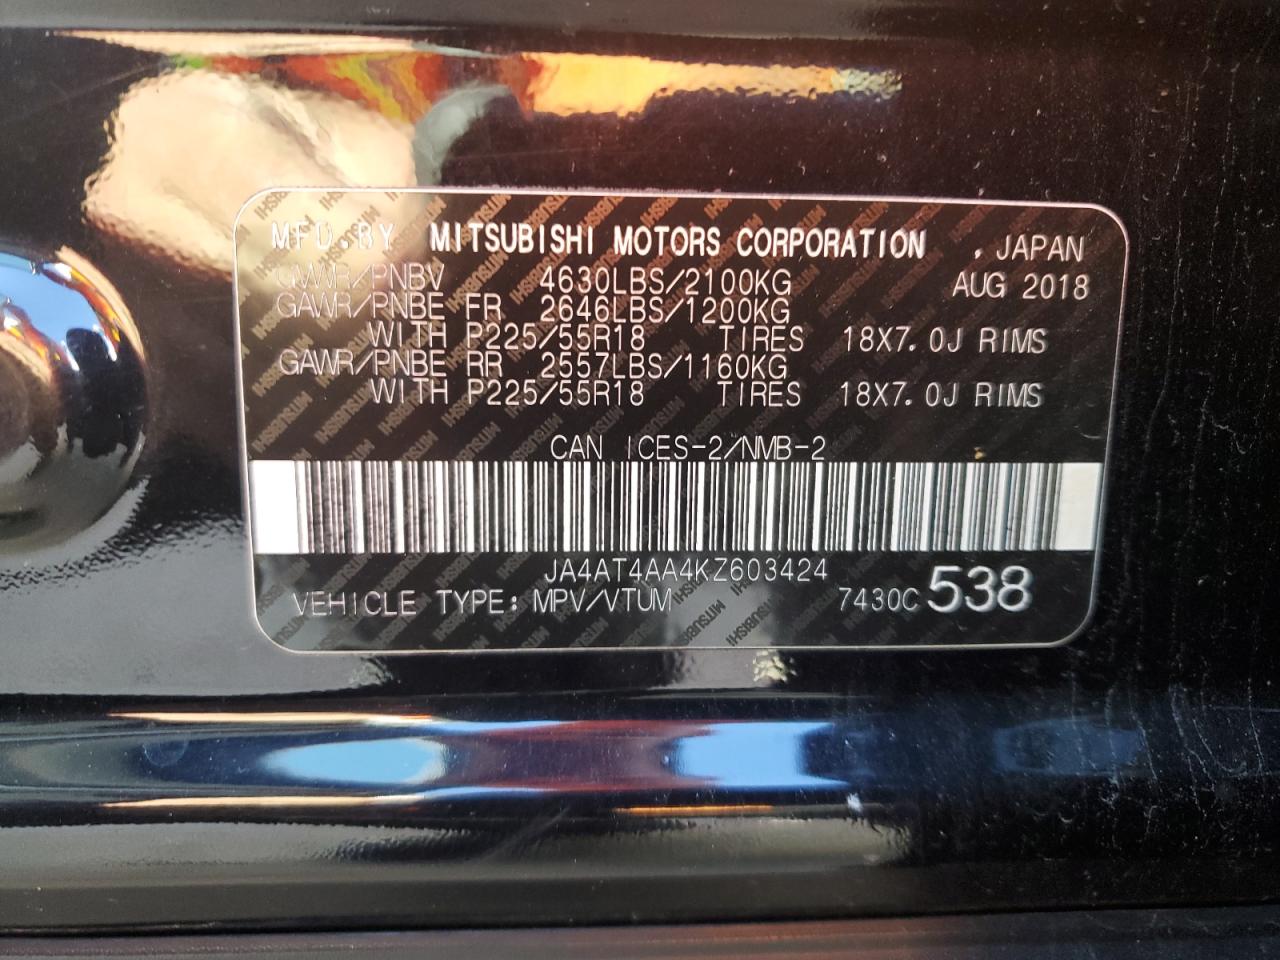 MFD. BY MITSUBISHI MOTORS CORPORATION , JAPAN
GVWR/PNBV 4630LBS/2100KG AUG 2018
GAWR/PNBE FR 2646LBS/1200KG
WITH P225/55R18 TIRES 18X7.0J RIMS
GAWR/PNBE RR 2557LBS/1160KG
WITH P225/55R18 TIRES 18X7.0J RIMS
CAN ICES-2/NMB-2
JA4AT4AA4KZ603424
VEHICLE TYPE: MPV/VTUM 7430C 538